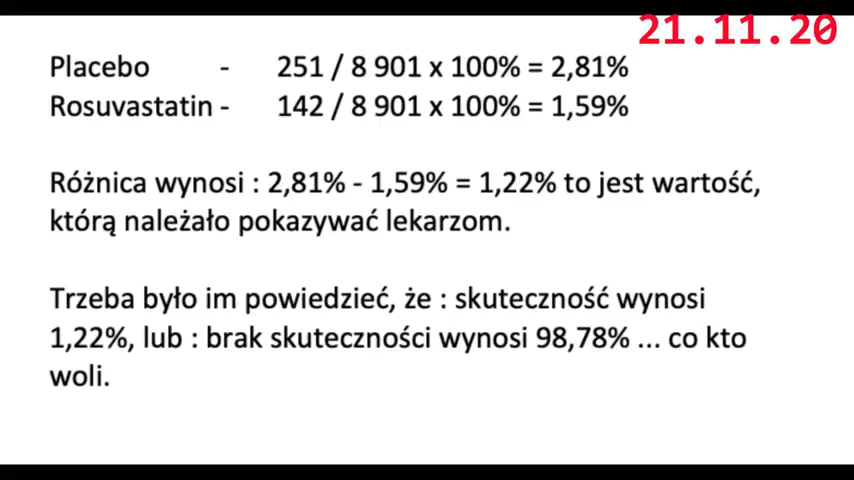 21.11.20
Placebo - 251 / 8 901 x 100% = 2,81%
Rosuvastatin - 142 / 8 901 x 100% = 1,59%
Różnica wynosi : 2,81% - 1,59% = 1,22% to jest wartość,
którą należało pokazywać lekarzom.
Trzeba było im powiedzieć, że : skuteczność wynosi
1,22%, lub : brak skuteczności wynosi 98,78% ... co kto
woli.